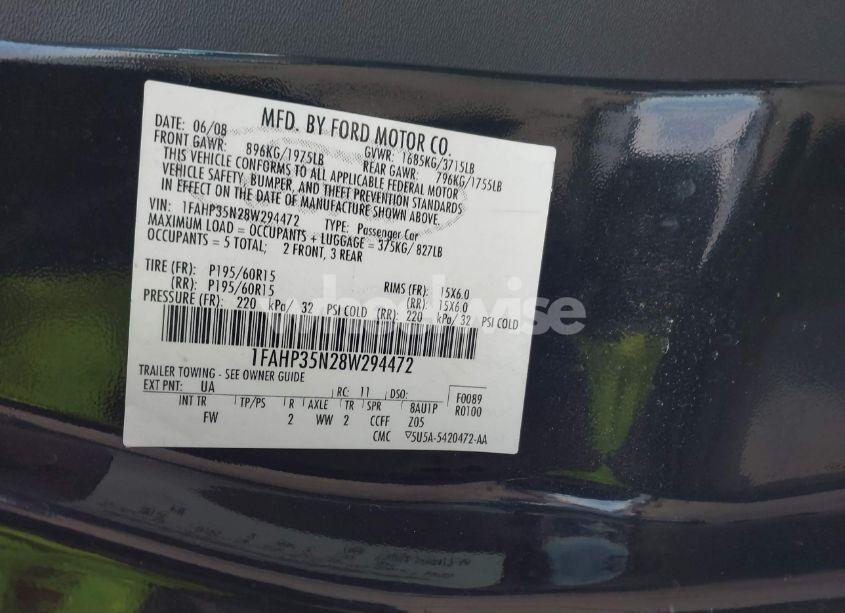 MFD. BY FORD MOTOR CO.
DATE: 06/08 GVWR: 1685KG/3715LB
FRONT GAWR: 896KG/1975LB REAR GAWR: 796KG/1755LB
THIS VEHICLE CONFORMS TO ALL APPLICABLE FEDERAL MOTOR
VEHICLE SAFETY, BUMPER, AND THEFT PREVENTION STANDARDS
IN EFFECT ON THE DATE OF MANUFACTURE SHOWN ABOVE.
VIN: 1FAHP35N28W294472 TYPE: Passenger Car
MAXIMUM LOAD = OCCUPANTS + LUGGAGE = 375KG/ 827LB
OCCUPANTS = 5 TOTAL; 2 FRONT, 3 REAR
TIRE (FR): P195/60R15 RIMS (FR): 15X6.0
(RR): P195/60R15 (RR): 15X6.0
PRESSURE (FR): 220 kPa/ 32 PSI COLD (RR): 220 kPa/ 32 PSI COLD
wheelwise
1FAHP35N28W294472
TRAILER TOWING - SEE OWNER GUIDE
EXT PNT: UA RC: 11 DSO: F0089
R0100
INT TR TP/PS R AXLE TR SPR 8AU1P
FW 2 WW 2 CCFF Z05
CMC ▽5U5A-5420472-AA